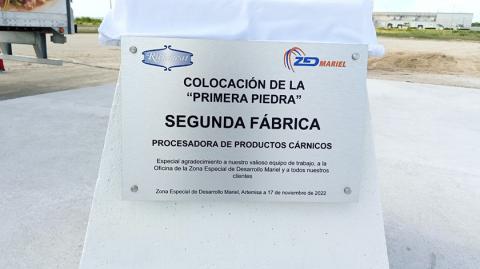 Richmeat
ZED MARIEL
COLOCACIÓN DE LA
“PRIMERA PIEDRA”
SEGUNDA FÁBRICA
PROCESADORA DE PRODUCTOS CÁRNICOS
Especial agradecimiento a nuestro valioso equipo de trabajo, a la
Oficina de la Zona Especial de Desarrollo Mariel y a todos nuestros
clientes
Zona Especial de Desarrollo Mariel, Artemisa a 17 de noviembre de 2022